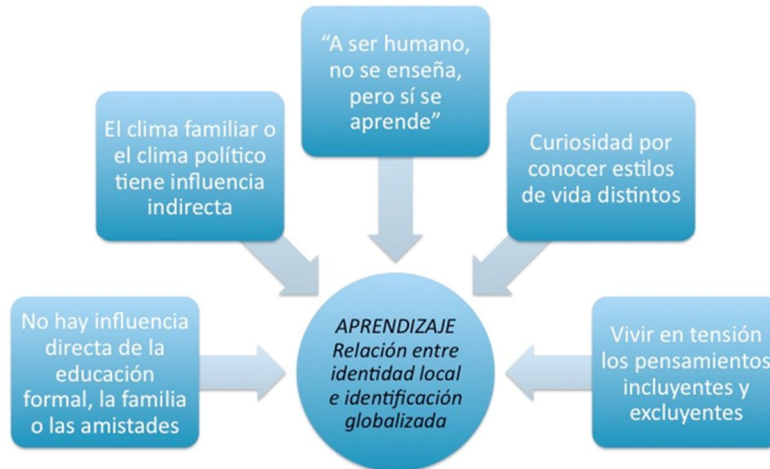 “A ser humano,
no se enseña,
pero sí se
aprende”
El clima familiar o
el clima político
tiene influencia
indirecta
Curiosidad por
conocer estilos
de vida distintos
No hay influencia
directa de la
educación
formal, la familia
o las amistades
APRENDIZAJE
Relación entre
identidad local
e identificación
globalizada
Vivir en tensión
los pensamientos
incluyentes y
excluyentes